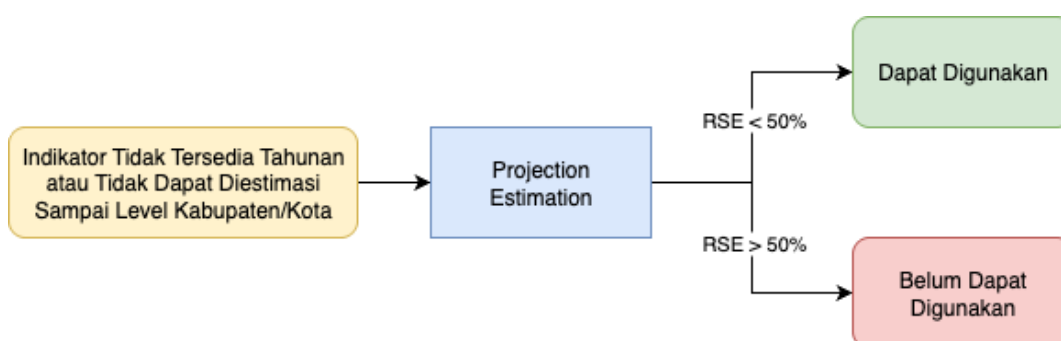 Indikator Tidak Tersedia Tahunan
atau Tidak Dapat Diestimasi
Sampai Level Kabupaten/Kota
Projection
Estimation
RSE < 50%
Dapat Digunakan
RSE > 50%
Belum Dapat
Digunakan